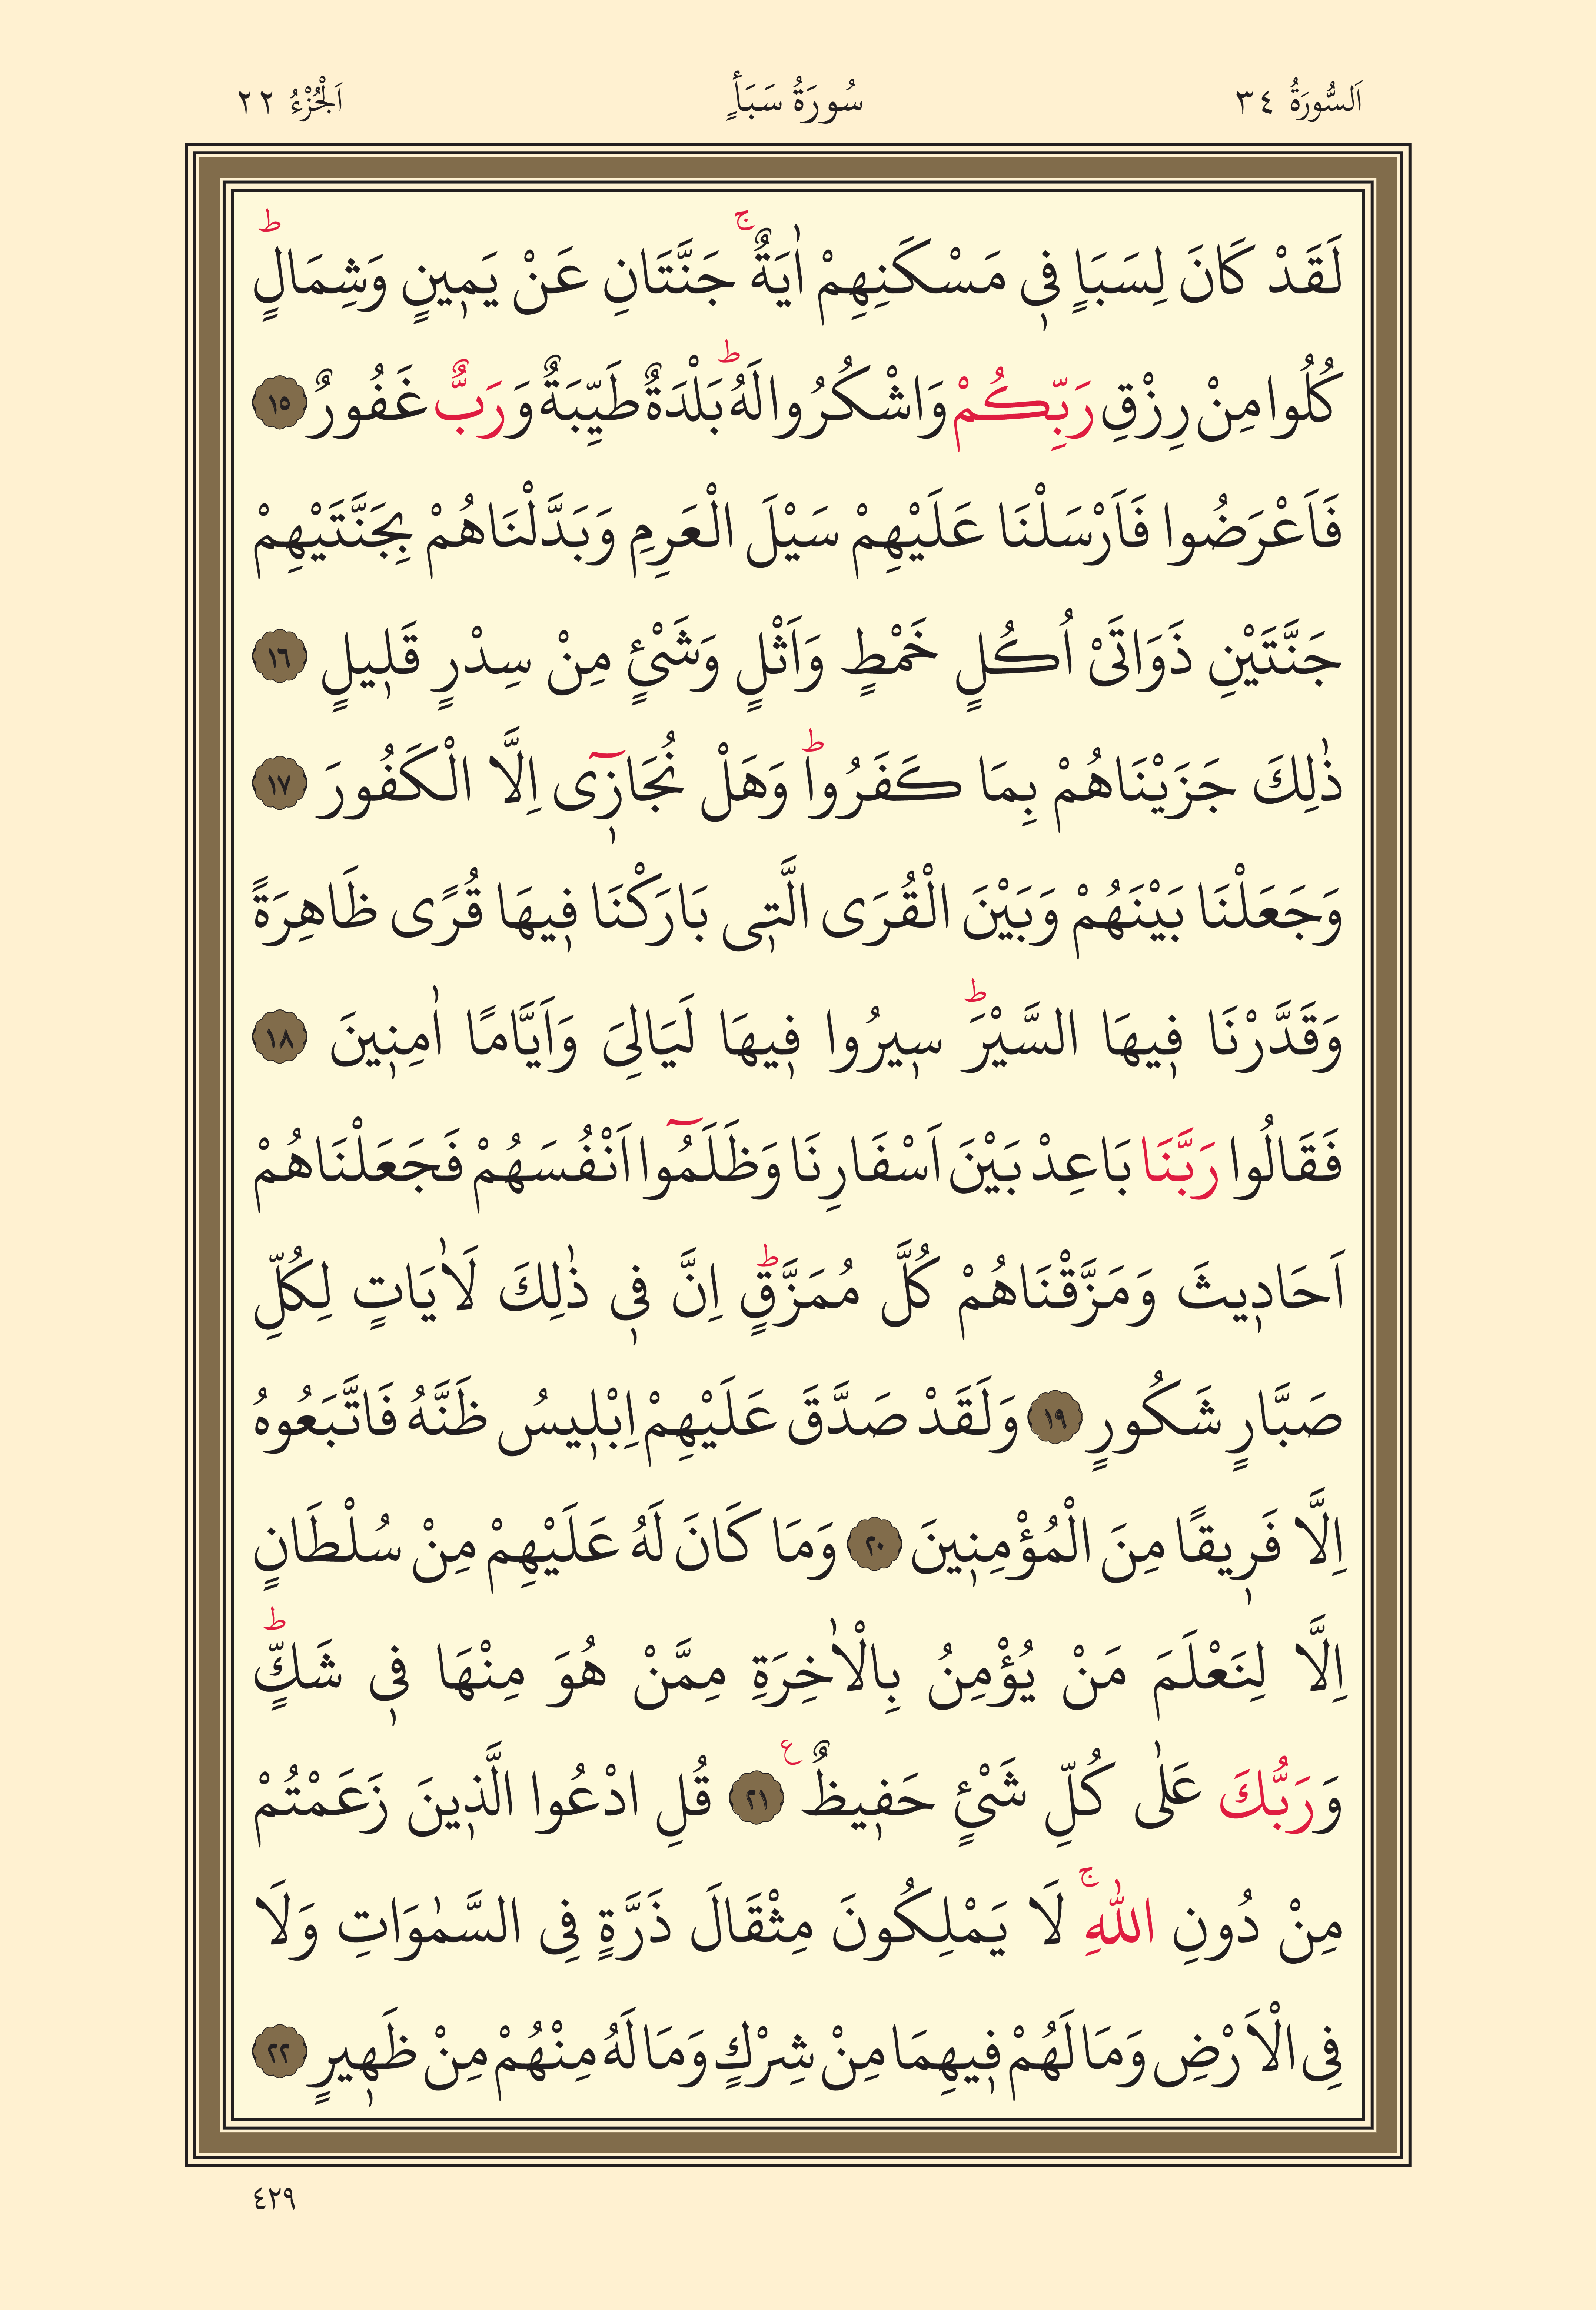 اَلسُّورَةُ ٣٤ سُورَةُ سَبَأٍ اَلْجُزْءُ ٢٢
لَقَدْ كَانَ لِسَبَاٍ فٖى مَسْكَنِهِمْ اٰيَةٌۚ جَنَّتَانِ عَنْ يَمٖينٍ وَشِمَالٍۜ
كُلُوا مِنْ رِزْقِ رَبِّكُمْ وَاشْكُرُوا لَهُۜ بَلْدَةٌ طَيِّبَةٌ وَرَبٌّ غَفُورٌ ١٥
فَاَعْرَضُوا فَاَرْسَلْنَا عَلَيْهِمْ سَيْلَ الْعَرِمِ وَبَدَّلْنَاهُمْ بِجَنَّتَيْهِمْ
جَنَّتَيْنِ ذَوَاتَىْ اُكُلٍ خَمْطٍ وَاَثْلٍ وَشَىْئٍ مِنْ سِدْرٍ قَلٖيلٍ ١٦
ذٰلِكَ جَزَيْنَاهُمْ بِمَا كَفَرُواۜ وَهَلْ نُجَازٖٓى اِلَّا الْكَفُورَ ١٧
وَجَعَلْنَا بَيْنَهُمْ وَبَيْنَ الْقُرَى الَّتٖى بَارَكْنَا فٖيهَا قُرًى ظَاهِرَةً
وَقَدَّرْنَا فٖيهَا السَّيْرَۜ سٖيرُوا فٖيهَا لَيَالِىَ وَاَيَّامًا اٰمِنٖينَ ١٨
فَقَالُوا رَبَّنَا بَاعِدْ بَيْنَ اَسْفَارِنَا وَظَلَمُٓوا اَنْفُسَهُمْ فَجَعَلْنَاهُمْ
اَحَادٖيثَ وَمَزَّقْنَاهُمْ كُلَّ مُمَزَّقٍۜ اِنَّ فٖى ذٰلِكَ لَاٰيَاتٍ لِكُلِّ
صَبَّارٍ شَكُورٍ ١٩ وَلَقَدْ صَدَّقَ عَلَيْهِمْ اِبْلٖيسُ ظَنَّهُ فَاتَّبَعُوهُ
اِلَّا فَرٖيقًا مِنَ الْمُؤْمِنٖينَ ٢٠ وَمَا كَانَ لَهُ عَلَيْهِمْ مِنْ سُلْطَانٍ
اِلَّا لِنَعْلَمَ مَنْ يُؤْمِنُ بِالْاٰخِرَةِ مِمَّنْ هُوَ مِنْهَا فٖى شَكٍّۜ
وَرَبُّكَ عَلٰى كُلِّ شَىْئٍ حَفٖيظٌ ع ٢١ قُلِ ادْعُوا الَّذٖينَ زَعَمْتُمْ
مِنْ دُونِ اللّٰهِۚ لَا يَمْلِكُونَ مِثْقَالَ ذَرَّةٍ فِى السَّمٰوَاتِ وَلَا
فِى الْاَرْضِ وَمَا لَهُمْ فٖيهِمَا مِنْ شِرْكٍ وَمَا لَهُ مِنْهُمْ مِنْ ظَهٖيرٍ ٢٢
٤٢٩